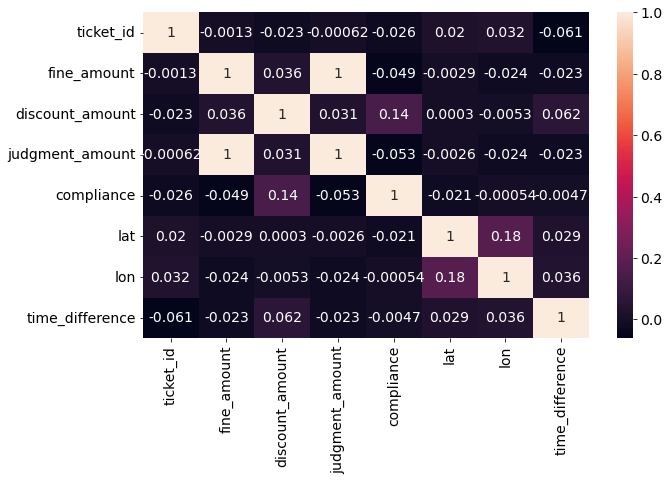 ticket_id 1 -0.0013 -0.023 -0.00062 -0.026 0.02 0.032 -0.061
fine_amount -0.0013 1 0.036 1 -0.049 -0.0029 -0.024 -0.023
discount_amount -0.023 0.036 1 0.031 0.14 0.0003 -0.0053 0.062
judgment_amount -0.00062 1 0.031 1 -0.053 -0.0026 -0.024 -0.023
compliance -0.026 -0.049 0.14 -0.053 1 -0.021 -0.00054 -0.0047
lat 0.02 -0.0029 0.0003 -0.0026 -0.021 1 0.18 0.029
lon 0.032 -0.024 -0.0053 -0.024 -0.00054 0.18 1 0.036
time_difference -0.061 -0.023 0.062 -0.023 -0.0047 0.029 0.036 1
ticket_id
fine_amount
discount_amount
judgment_amount
compliance
lat
lon
time_difference
1.0
0.8
0.6
0.4
0.2
0.0